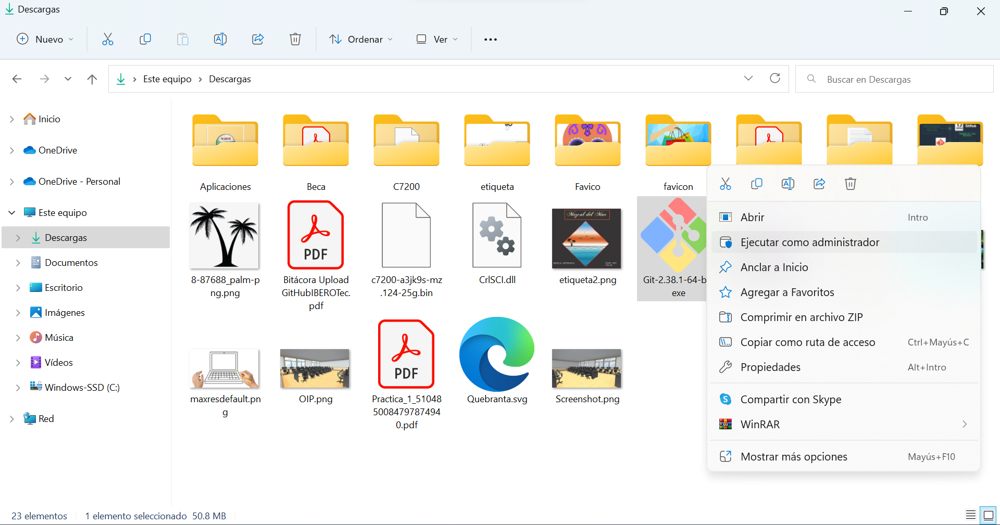 Descargas
Nuevo
Ordenar
Ver
Este equipo
Descargas
Buscar en Descargas
Inicio
OneDrive
OneDrive - Personal
Este equipo
Descargas
Documentos
Escritorio
Imágenes
Música
Vídeos
Windows-SSD (C:)
Red
Aplicaciones
Beca
C7200
etiqueta
Favico
favicon
8-87688_palm-p
ng.png
PDF
Bitácora Upload
GitHubIBEROTec.
pdf
c7200-a3jk9s-mz
.124-25g.bin
CrlSCI.dll
Mezcal del Mar
etiqueta2.png
Git-2.38.1-64-b
exe
maxresdefault.pn
g
OIP.png
PDF
Practica_1_51048
5008479787494
0.pdf
Quebranta.svg
Screenshot.png
Abrir Intro
Ejecutar como administrador
Anclar a Inicio
Agregar a Favoritos
Comprimir en archivo ZIP
Copiar como ruta de acceso Ctrl+Mayús+C
Propiedades Alt+Intro
Compartir con Skype
WinRAR
Mostrar más opciones Mayús+F10
23 elementos
1 elemento seleccionado 50.8 MB